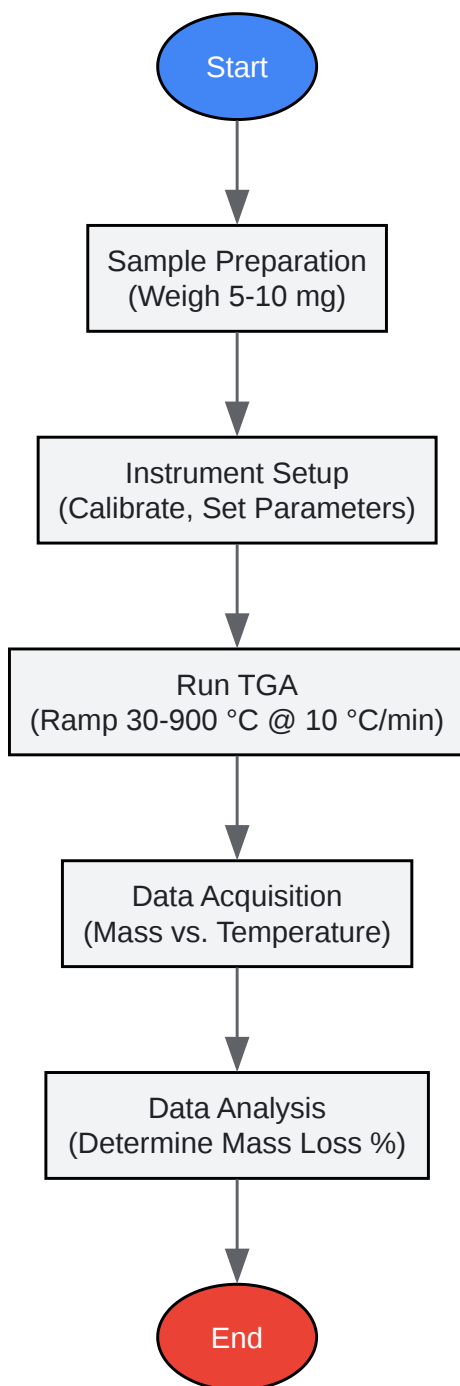 Start
Sample Preparation
(Weigh 5-10 mg)
Instrument Setup
(Calibrate, Set Parameters)
Run TGA
(Ramp 30-900 °C @ 10 °C/min)
Data Acquisition
(Mass vs. Temperature)
Data Analysis
(Determine Mass Loss %)
End